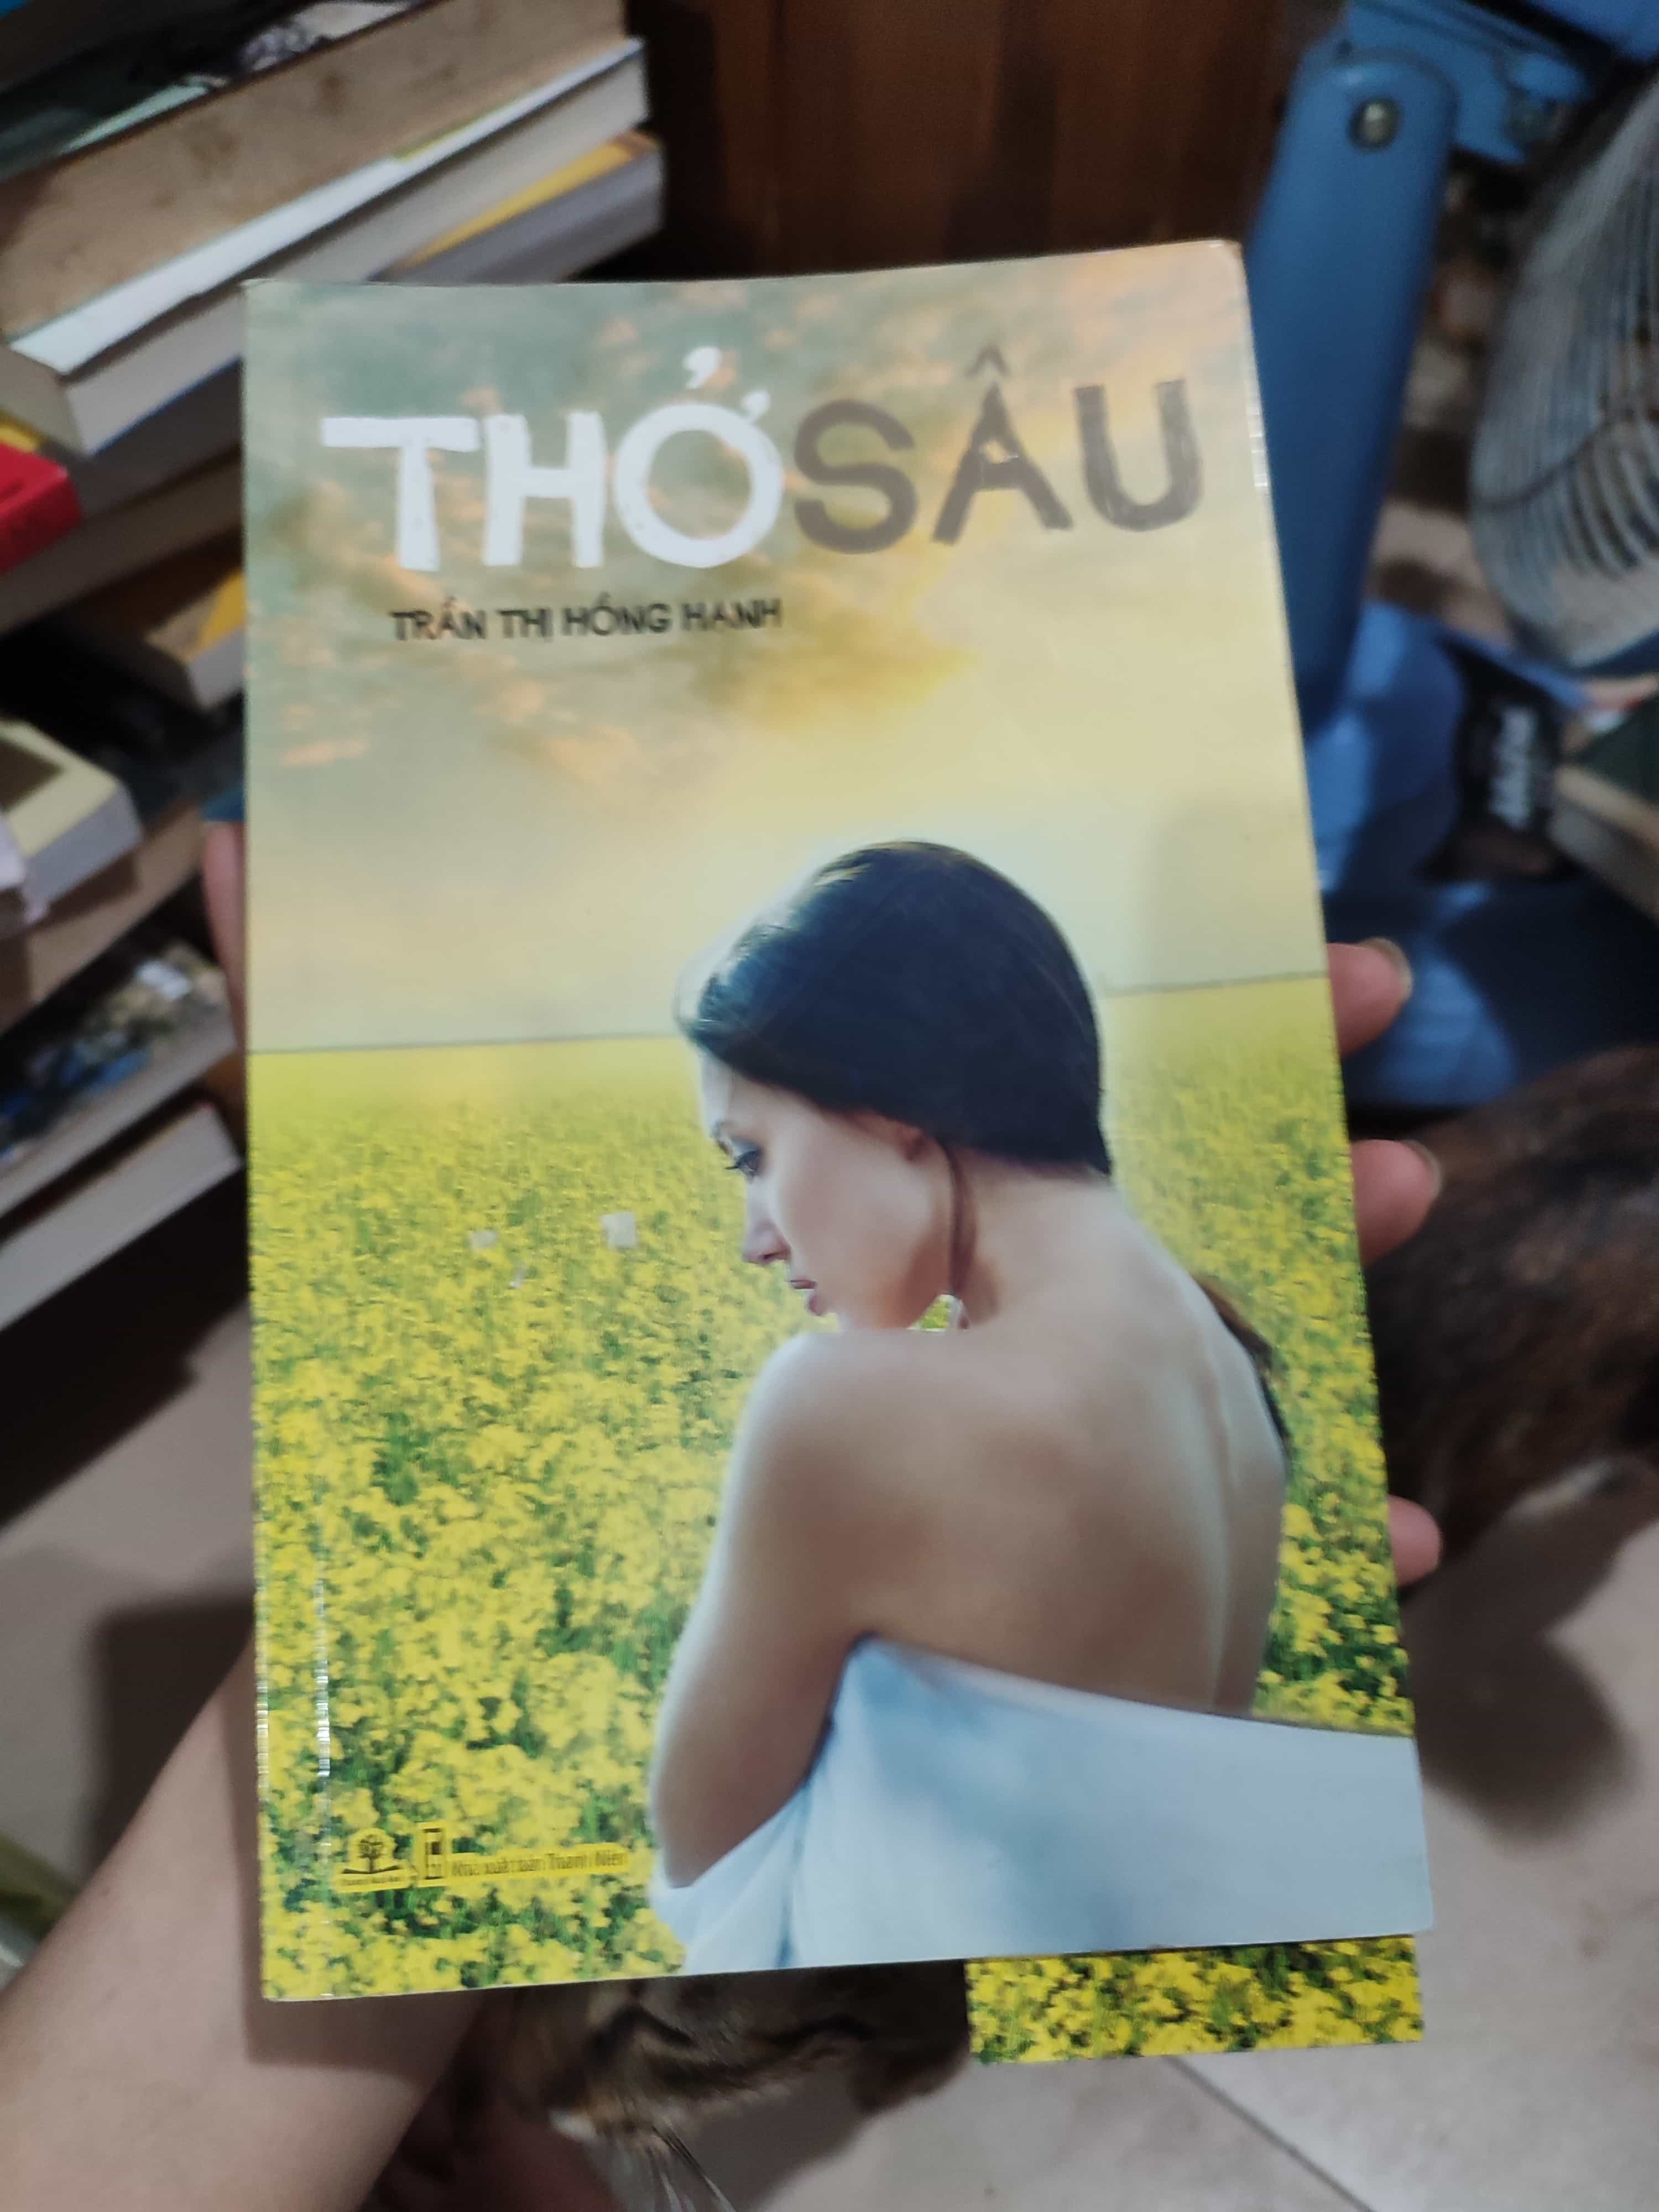 THỞ SÂU
TRẦN THỊ HỒNG HẠNH
Nhà xuất bản Thanh Niên